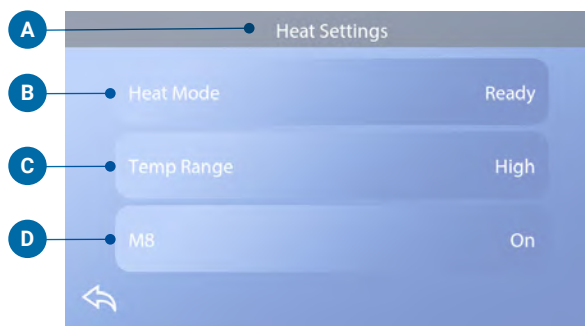 A Heat Settings
B Heat Mode Ready
C Temp Range High
D M8 On